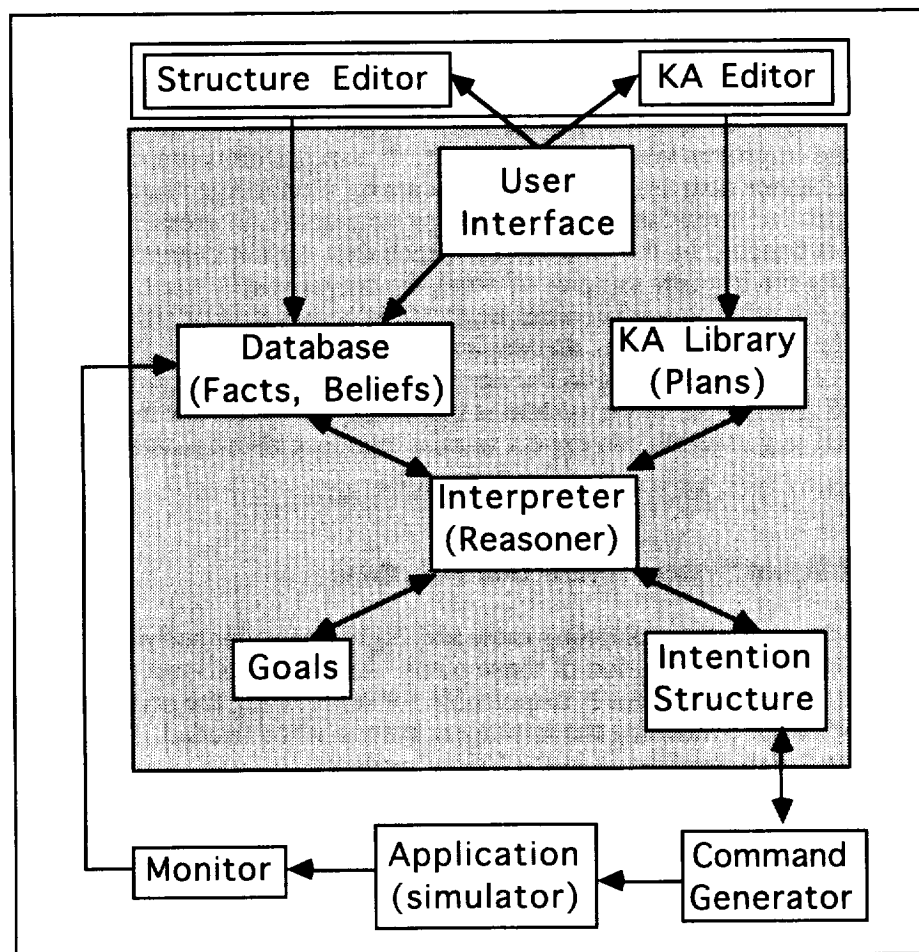 Structure Editor
KA Editor
User
Interface
Database
(Facts, Beliefs)
KA Library
(Plans)
Interpreter
(Reasoner)
Goals
Intention
Structure
Monitor
Application
(simulator)
Command
Generator